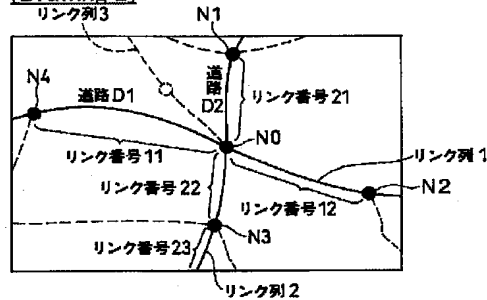 リンク列3
N1
N4
道路D1
道路
D2
リンク番号21
N0
リンク番号11
リンク列1
リンク番号22
リンク番号12
N2
N3
リンク番号23
リンク列2